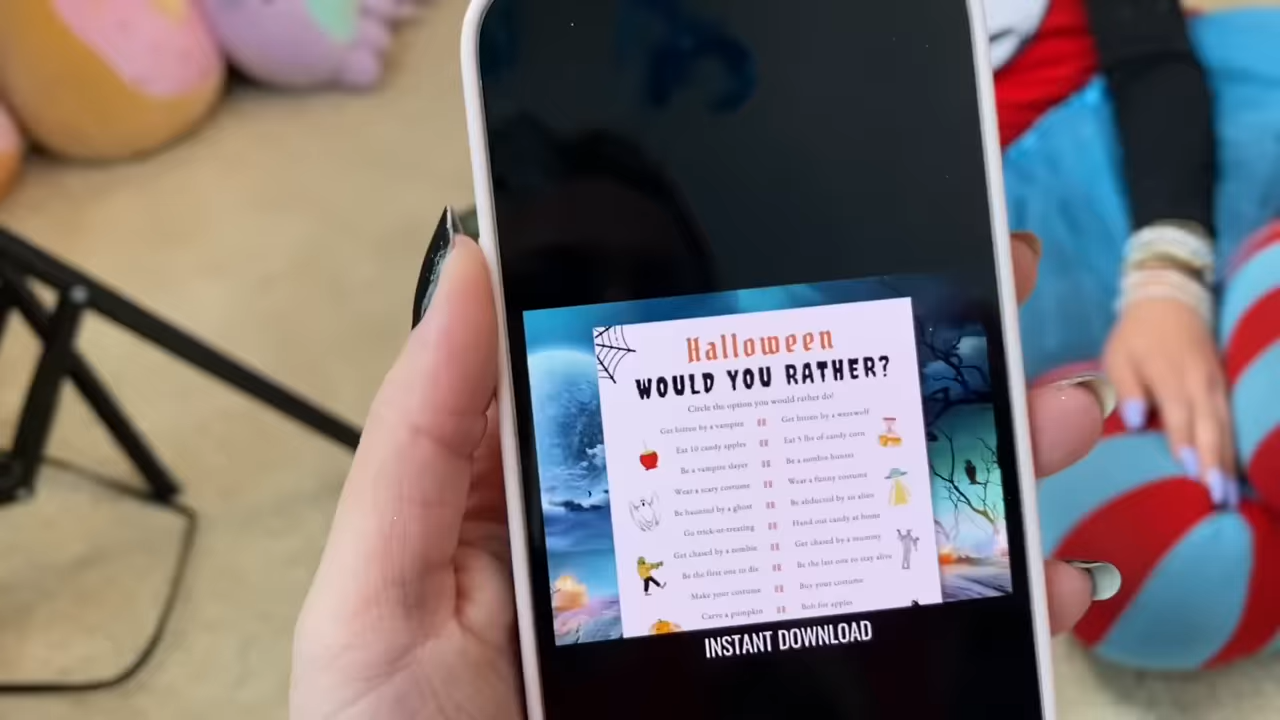 Halloween
WOULD YOU RATHER?
Circle the option you would rather do!
Get bitten by a vampire Get bitten by a werewolf
Eat 10 candy apples Eat 5 lbs of candy corn
Be a vampire slayer Be a zombie hunter
Wear a scary costume Wear a funny costume
Be haunted by a ghost Be abducted by an alien
Go trick-or-treating Hand out candy at home
Get chased by a zombie Get chased by a mummy
Be the first one to die Be the last one to stay alive
Make your costume Buy your costume
Carve a pumpkin Bob for apples
INSTANT DOWNLOAD